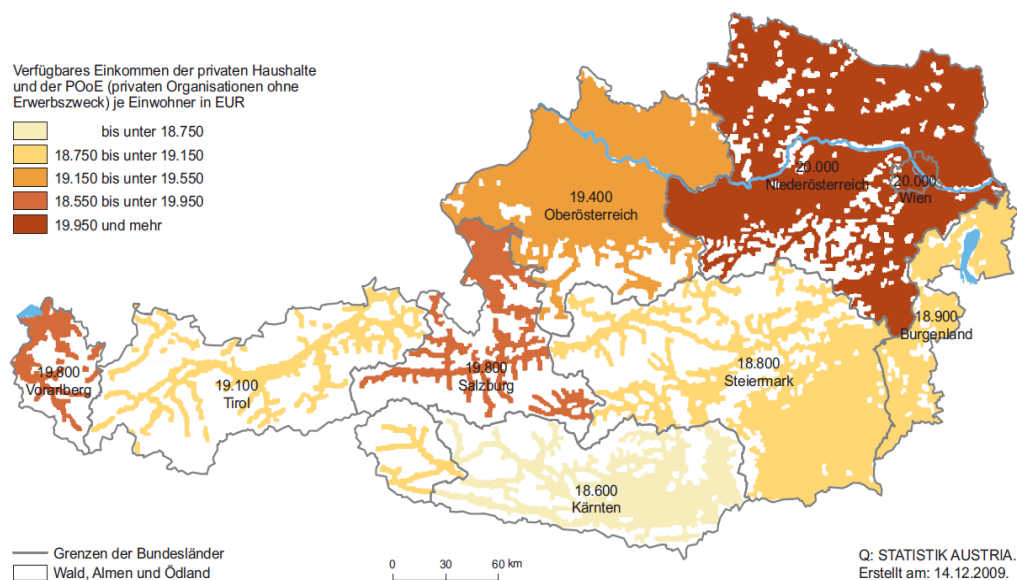 Verfügbares Einkommen der privaten Haushalte
und der POoE (privaten Organisationen ohne
Erwerbszweck) je Einwohner in EUR
bis unter 18.750
18.750 bis unter 19.150
19.150 bis unter 19.550
18.550 bis unter 19.950
19.950 und mehr
20.000
Niederösterreich
20.000
Wien
19.400
Oberösterreich
18.900
Burgenland
19.800
Vorarlberg
19.100
Tirol
19.800
Salzburg
18.800
Steiermark
18.600
Kärnten
Grenzen der Bundesländer
Wald, Almen und Ödland
0 30 60 km
Q: STATISTIK AUSTRIA.
Erstellt am: 14.12.2009.